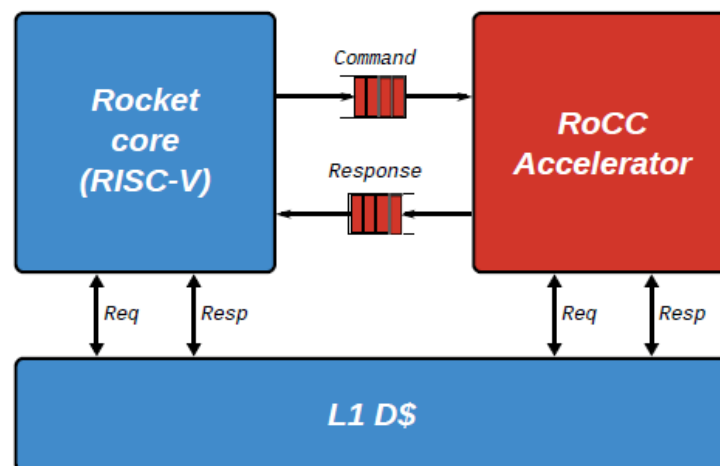 Command
Rocket
core
(RISC-V)
RoCC
Accelerator
Response
Req
Resp
Req
Resp
L1 D$